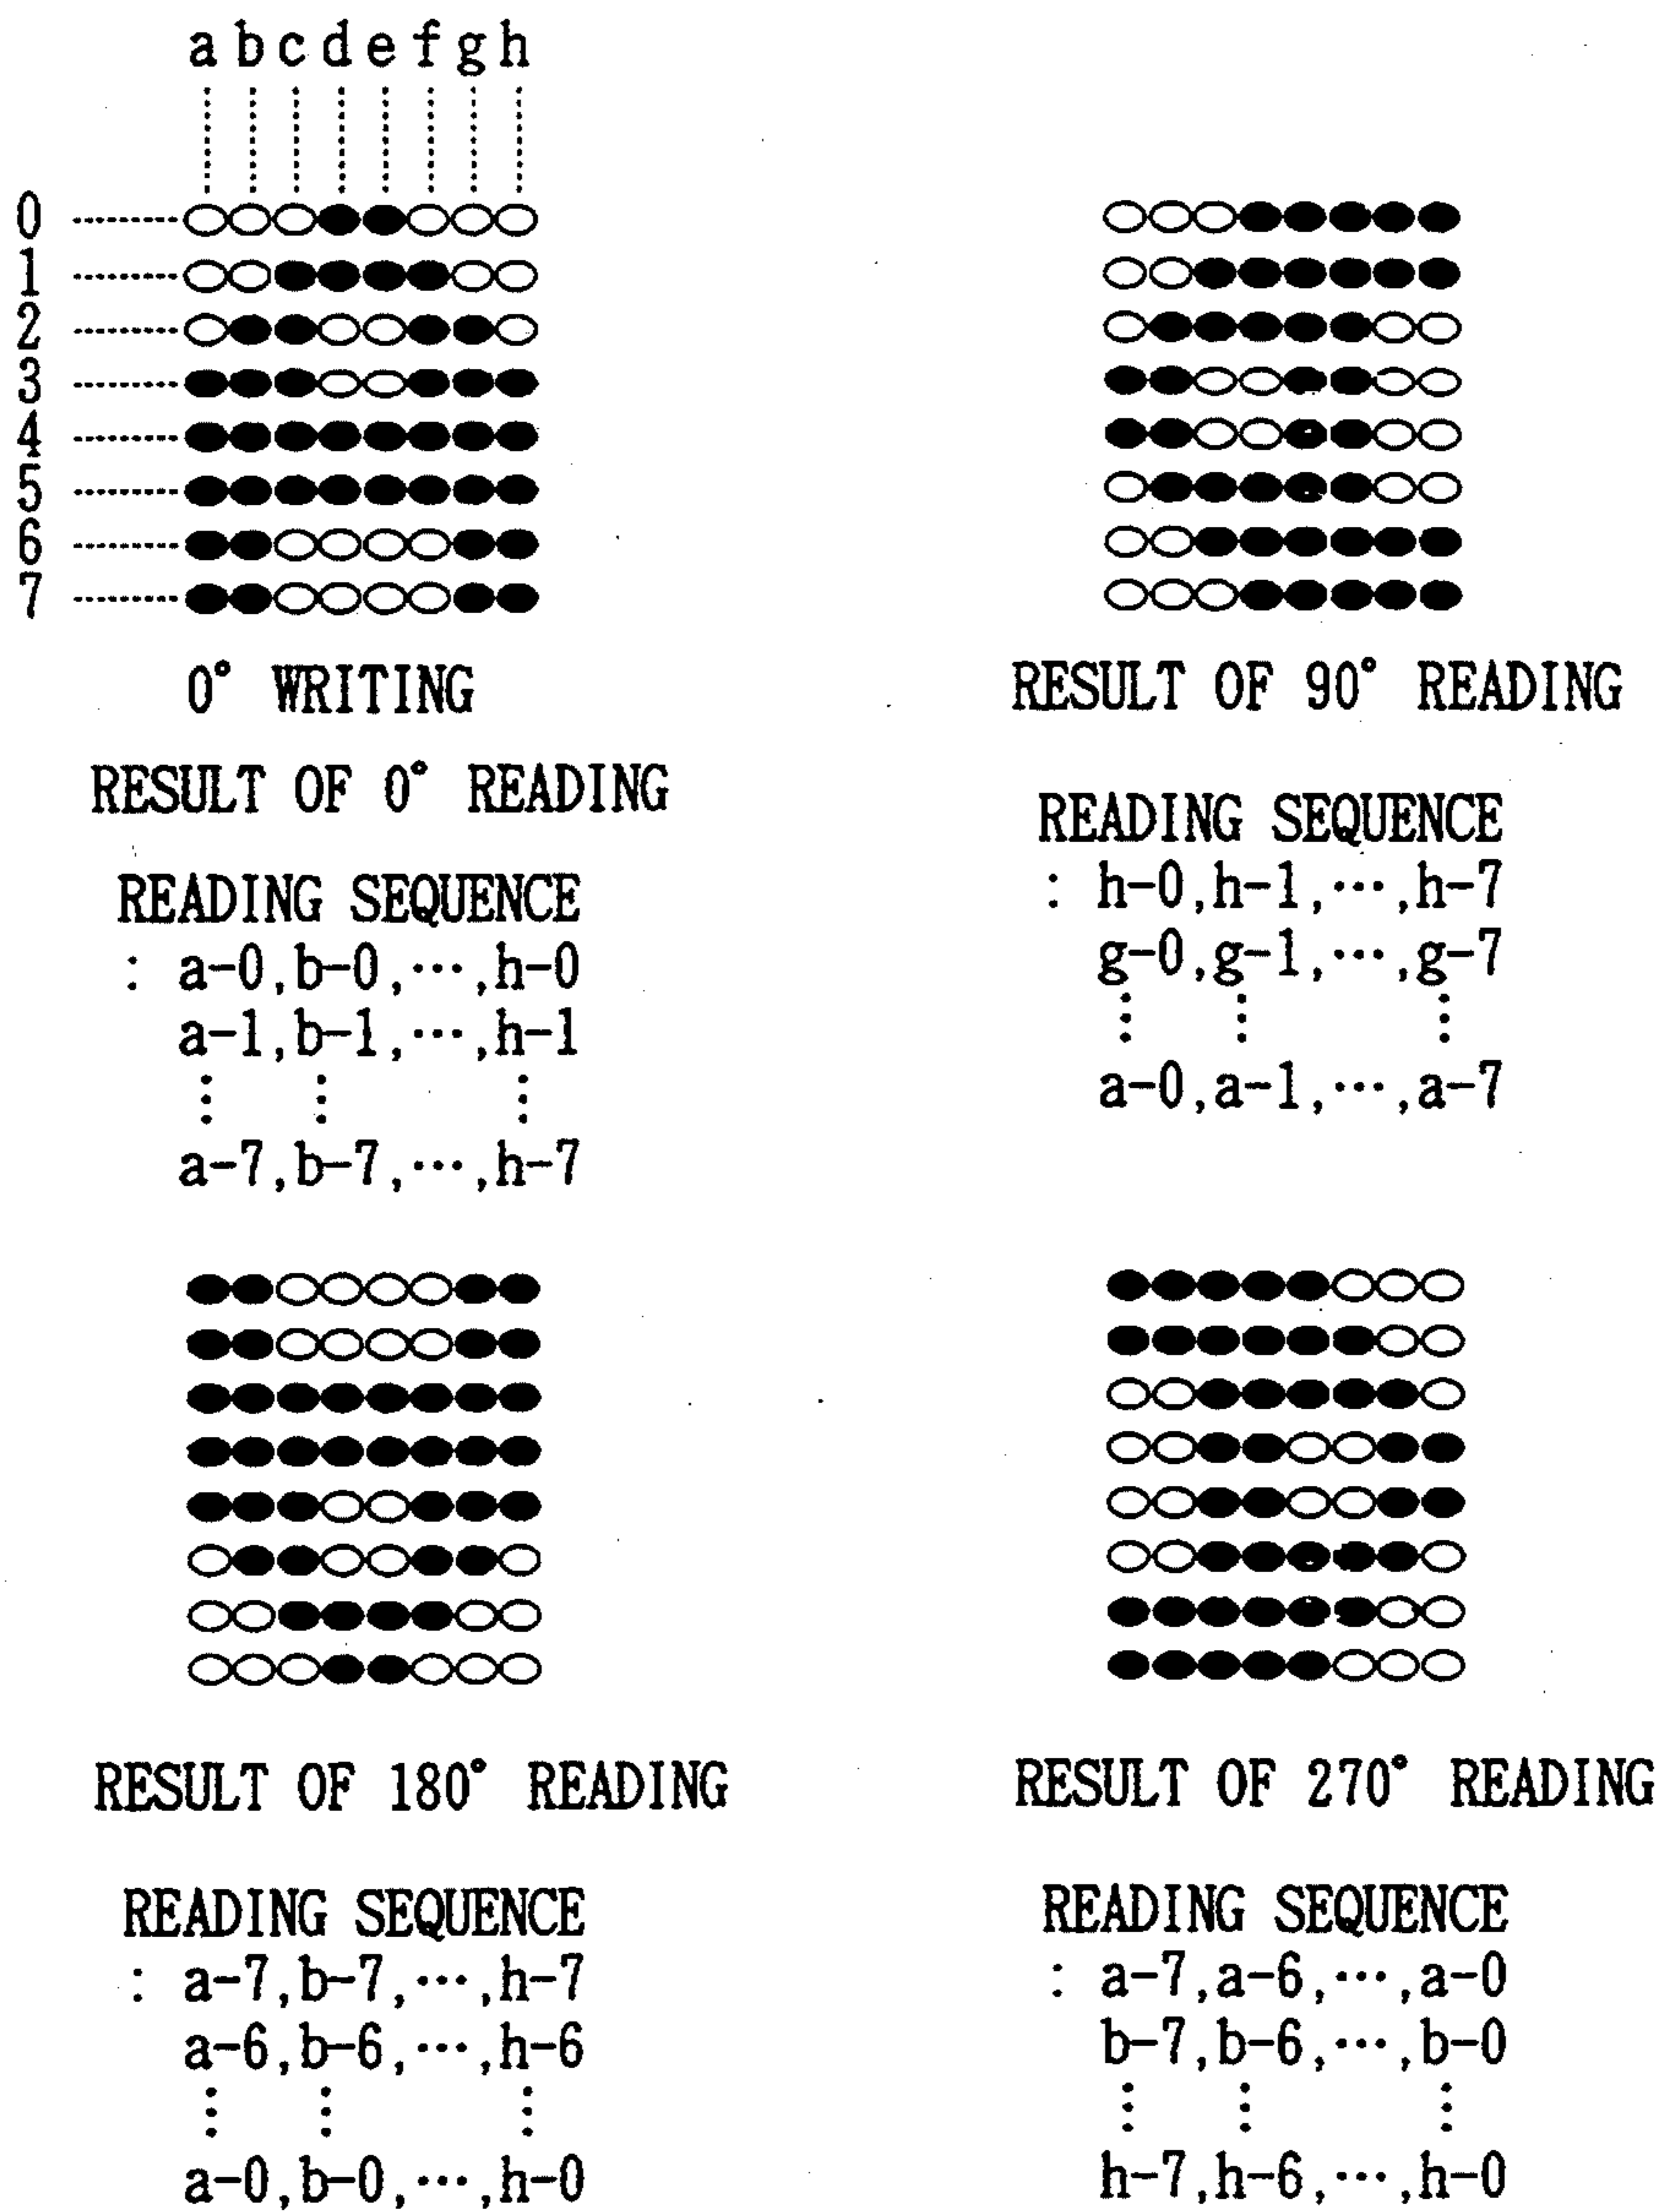 a b c d e f g h
0
1
2
3
4
5
6
7
0° WRITING
RESULT OF 0° READING
READING SEQUENCE
: a-0,b-0,⋯,h-0
a-1,b-1,⋯,h-1
⋮ ⋮ ⋮
a-7,b-7,⋯,h-7
RESULT OF 90° READING
READING SEQUENCE
: h-0,h-1,⋯,h-7
g-0,g-1,⋯,g-7
⋮ ⋮ ⋮
a-0,a-1,⋯,a-7
RESULT OF 180° READING
READING SEQUENCE
: a-7,b-7,⋯,h-7
a-6,b-6,⋯,h-6
⋮ ⋮ ⋮
a-0,b-0,⋯,h-0
RESULT OF 270° READING
READING SEQUENCE
: a-7,a-6,⋯,a-0
b-7,b-6,⋯,b-0
⋮ ⋮ ⋮
h-7,h-6,⋯,h-0